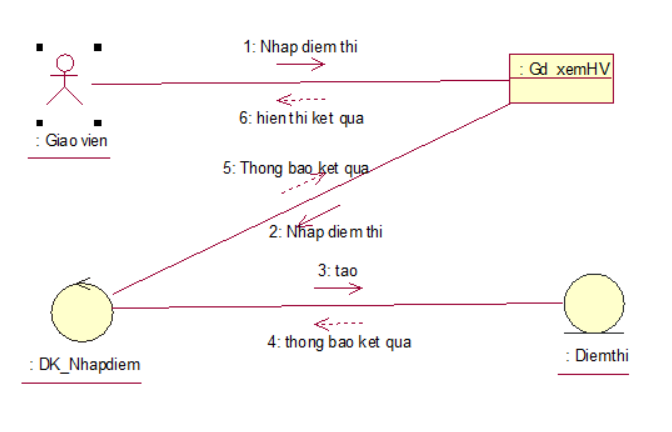 1: Nhap diem thi
: Gd_xemHV
6: hien thi ket qua
: Giao vien
5: Thong bao ket qua
2: Nhap diem thi
3: tao
4: thong bao ket qua
: DK_Nhapdiem
: Diemthi